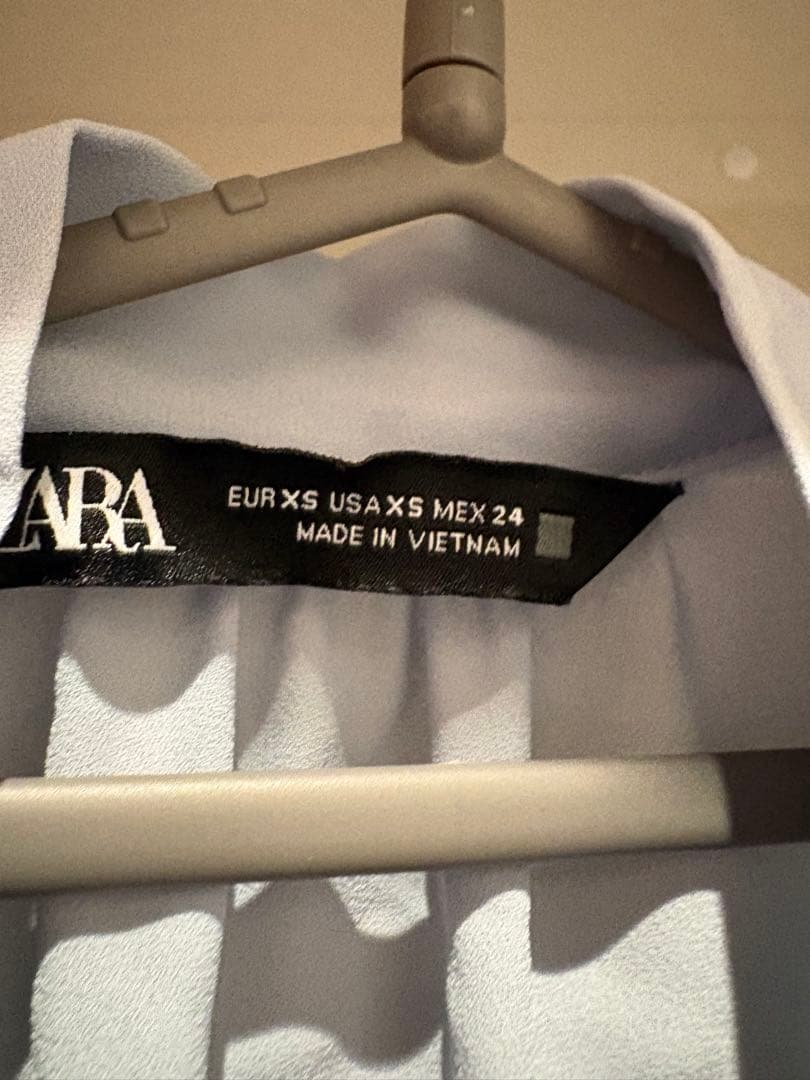 ZARA
EUR XS USA XS MEX 24
MADE IN VIETNAM